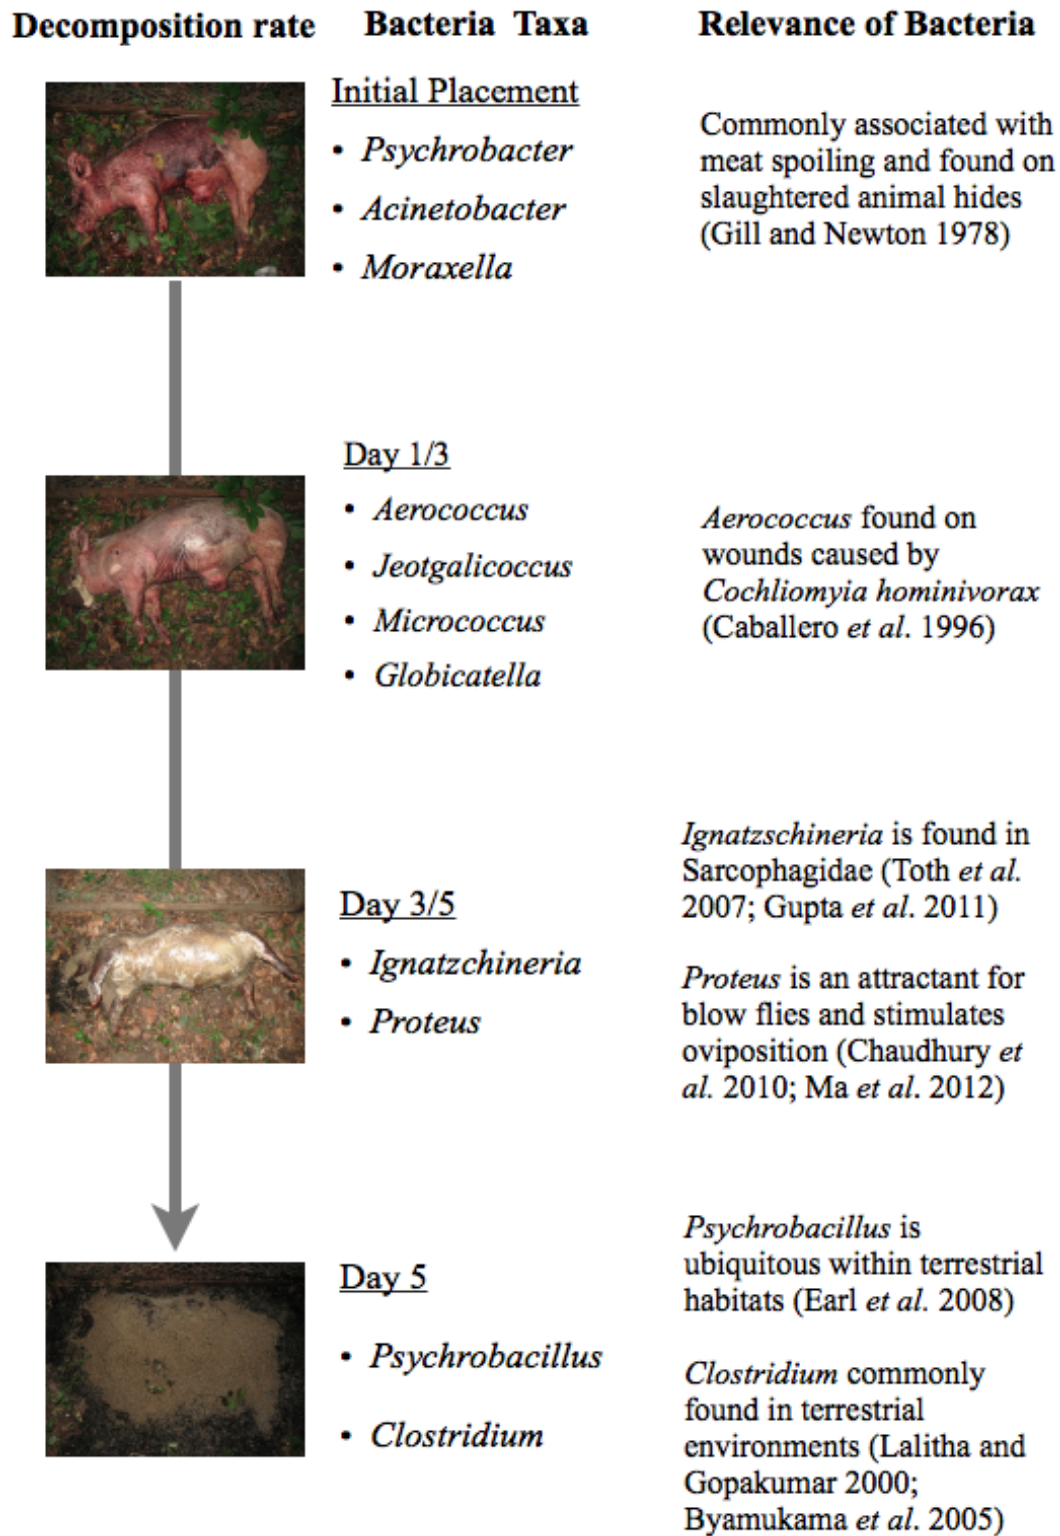 Decomposition rate
Bacteria Taxa
Relevance of Bacteria
Initial Placement
• Psychrobacter
• Acinetobacter
• Moraxella
Commonly associated with
meat spoiling and found on
slaughtered animal hides
(Gill and Newton 1978)
Day 1/3
• Aerococcus
• Jeotgalicoccus
• Micrococcus
• Globicatella
Aerococcus found on
wounds caused by
Cochliomyia hominivorax
(Caballero et al. 1996)
Day 3/5
• Ignatzchineria
• Proteus
Ignatzschineria is found in
Sarcophagidae (Toth et al.
2007; Gupta et al. 2011)
Proteus is an attractant for
blow flies and stimulates
oviposition (Chaudhury et
al. 2010; Ma et al. 2012)
Day 5
• Psychrobacillus
• Clostridium
Psychrobacillus is
ubiquitous within terrestrial
habitats (Earl et al. 2008)
Clostridium commonly
found in terrestrial
environments (Lalitha and
Gopakumar 2000;
Byamukama et al. 2005)